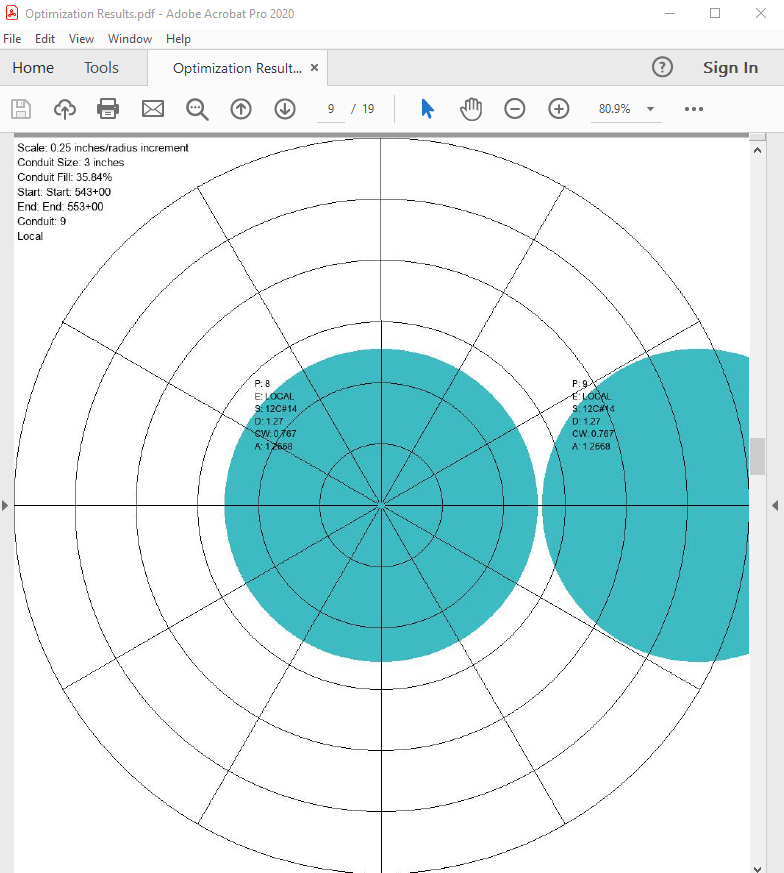 Optimization Results.pdf - Adobe Acrobat Pro 2020
File Edit View Window Help
Home Tools Optimization Result... ×
? Sign In
9 / 19 80.9%
Scale: 0.25 inches/radius increment
Conduit Size: 3 inches
Conduit Fill: 35.84%
Start: Start: 543+00
End: End: 553+00
Conduit: 9
Local
P: 8
E: LOCAL
S: 12C#14
D: 1.27
CW: 0.767
A: 1.2668
P: 9
E: LOCAL
S: 12C#14
D: 1.27
CW: 0.767
A: 1.2668